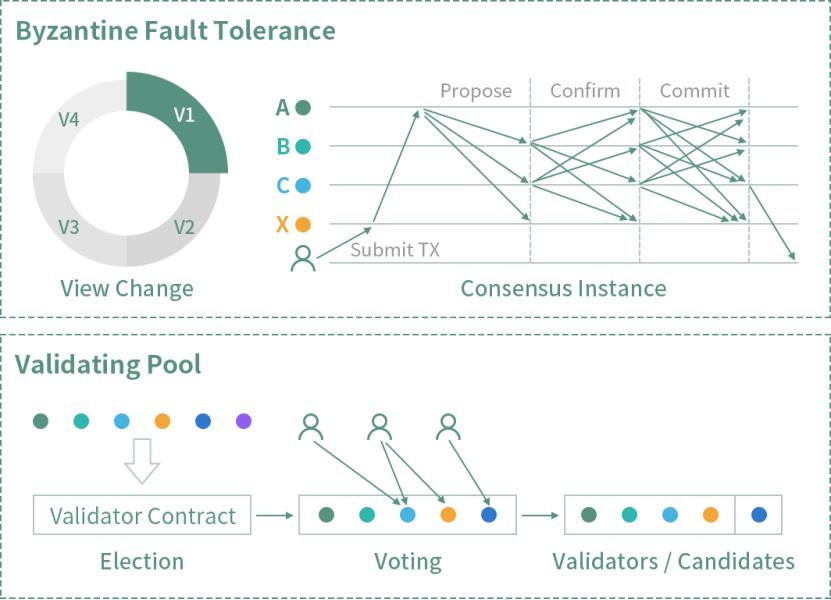 Byzantine Fault Tolerance
V1
V2
V3
V4
View Change
Propose
Confirm
Commit
A
B
C
X
Submit TX
Consensus Instance
Validating Pool
Validator Contract
Election
Voting
Validators / Candidates